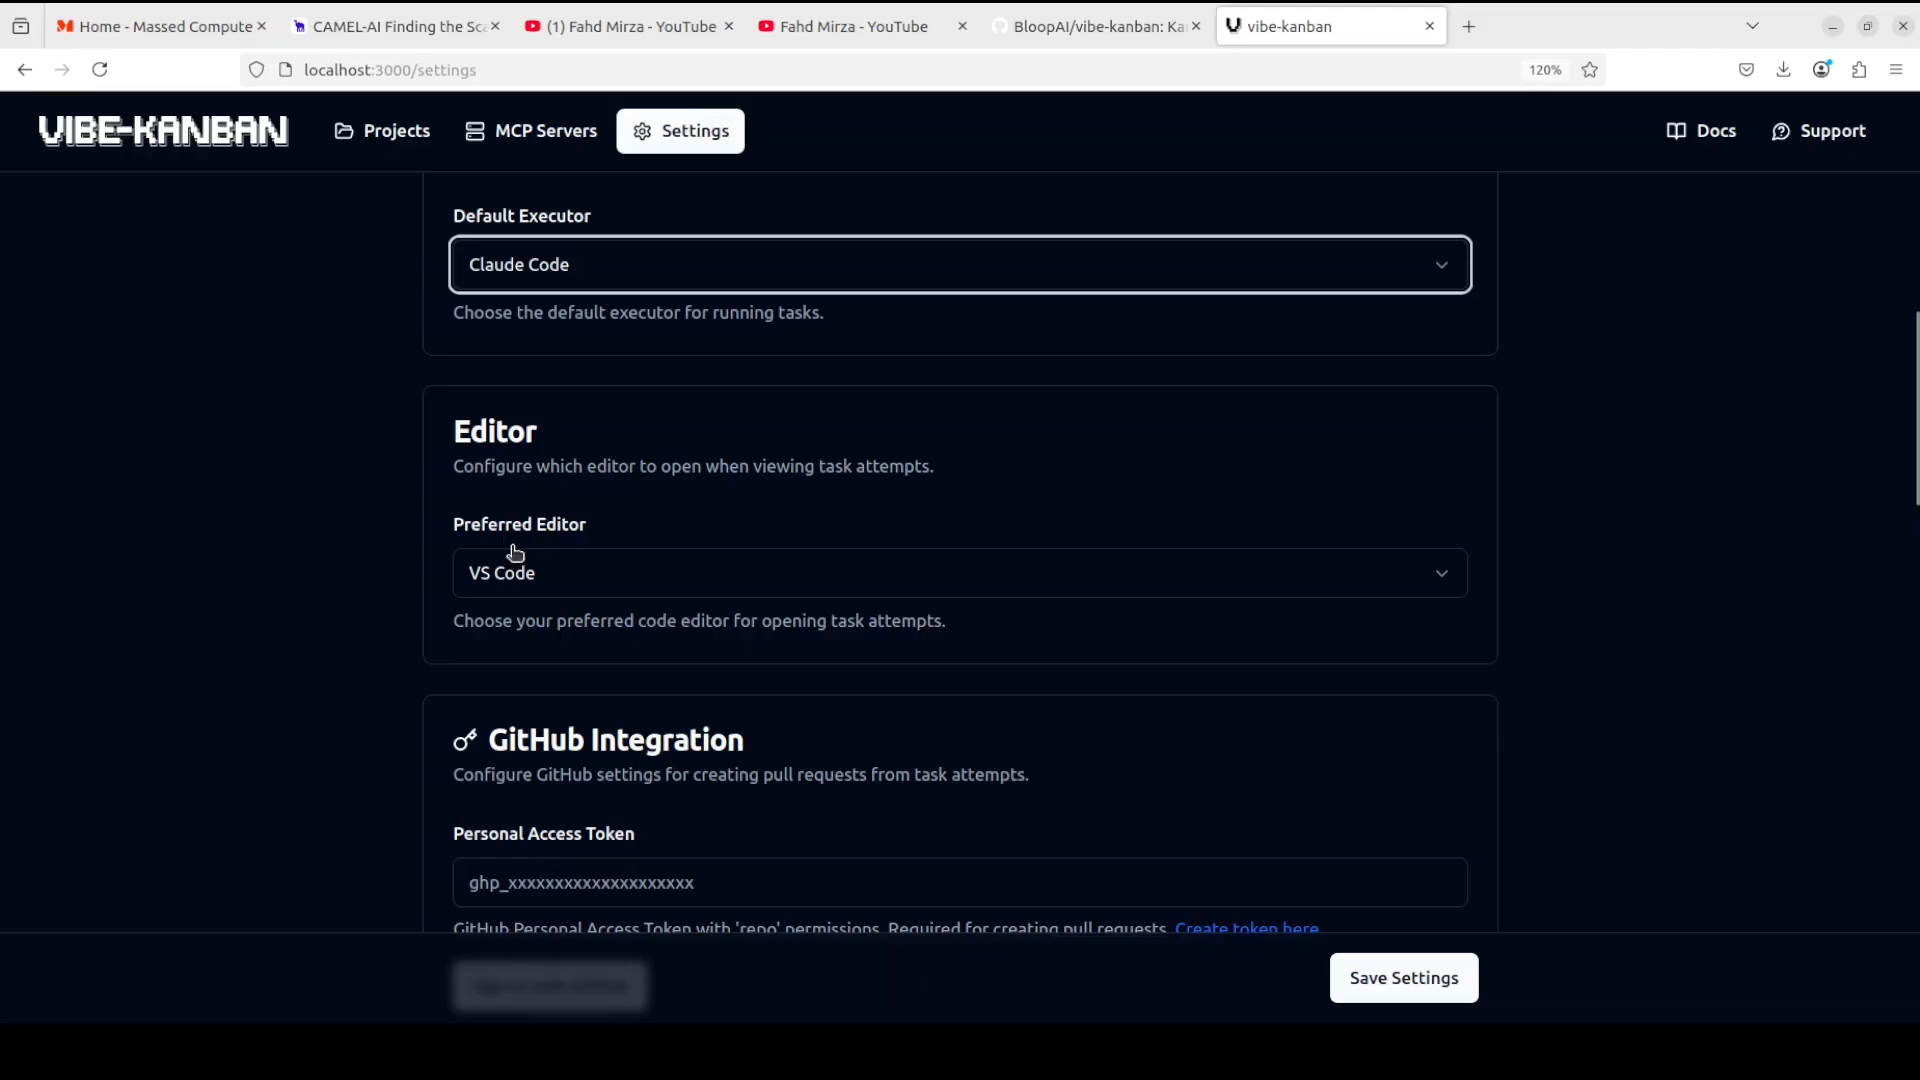 Home - Massed Compute
CAMEL-AI Finding the Sca
(1) Fahd Mirza - YouTube
Fahd Mirza - YouTube
BloopAI/vibe-kanban: Ka
vibe-kanban
localhost:3000/settings
120%
VIBE-KANBAN
Projects
MCP Servers
Settings
Docs
Support
Default Executor
Claude Code
Choose the default executor for running tasks.
Editor
Configure which editor to open when viewing task attempts.
Preferred Editor
VS Code
Choose your preferred code editor for opening task attempts.
GitHub Integration
Configure GitHub settings for creating pull requests from task attempts.
Personal Access Token
ghp_xxxxxxxxxxxxxxxxxxxx
GitHub Personal Access Token with 'repo' permissions. Required for creating pull requests. Create token here
Save Settings